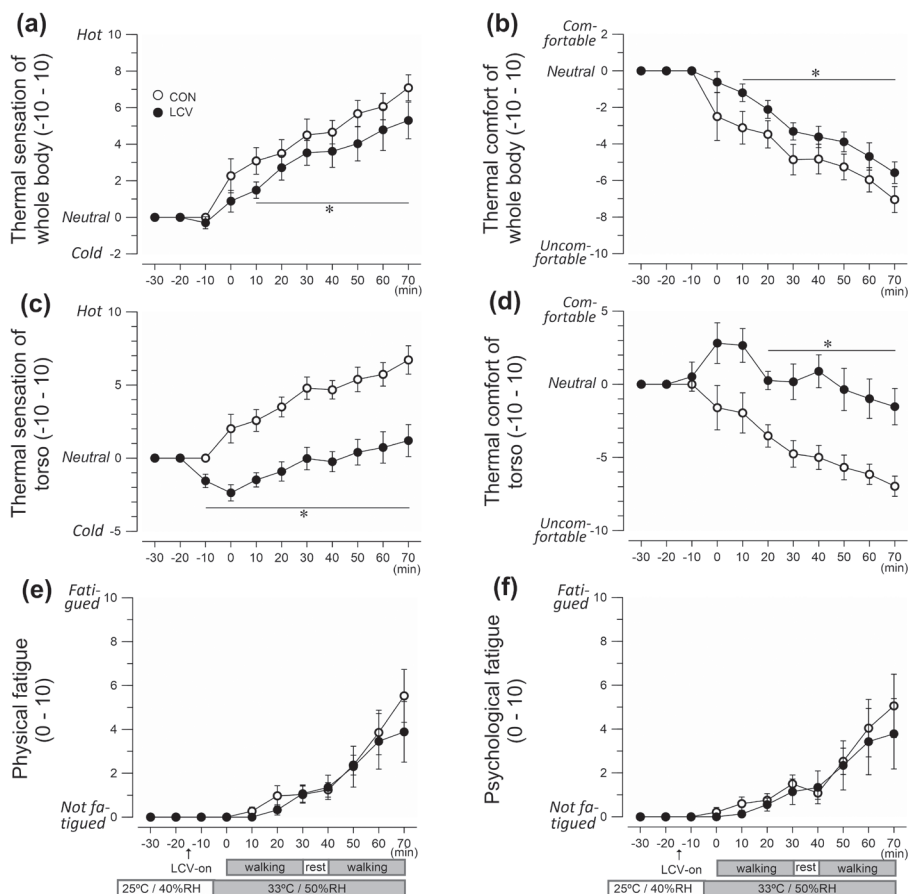 (a)
Hot
10
8
6
4
2
Neutral 0
Cold
-2
Thermal sensation of
whole body (-10 - 10)
CON
LCV
*
-30 -20 -10 0 10 20 30 40 50 60 70
(min)
(b)
Com-
fortable
2
Neutral 0
-2
-4
-6
-8
Uncom-
fortable -10
Thermal comfort of
whole body (-10 - 10)
*
-30 -20 -10 0 10 20 30 40 50 60 70
(min)
(c)
Hot
10
5
Neutral 0
Cold
-5
Thermal sensation of
torso (-10 - 10)
*
-30 -20 -10 0 10 20 30 40 50 60 70
(min)
(d)
Com-
fortable
5
Neutral 0
-5
Uncom-
fortable -10
Thermal comfort of
torso (-10 - 10)
*
-30 -20 -10 0 10 20 30 40 50 60 70
(min)
(e)
Fati-
gued
10
8
6
4
2
Not fa-
tigued 0
Physical fatigue
(0 - 10)
-30 -20 -10 0 10 20 30 40 50 60 70
(min)
↑
LCV-on
walking rest walking
25ºC / 40%RH 33ºC / 50%RH
(f)
Fati-
gued
10
8
6
4
2
Not fa-
tigued 0
Psychological fatigue
(0 - 10)
-30 -20 -10 0 10 20 30 40 50 60 70
(min)
↑
LCV-on
walking rest walking
25ºC / 40%RH 33ºC / 50%RH